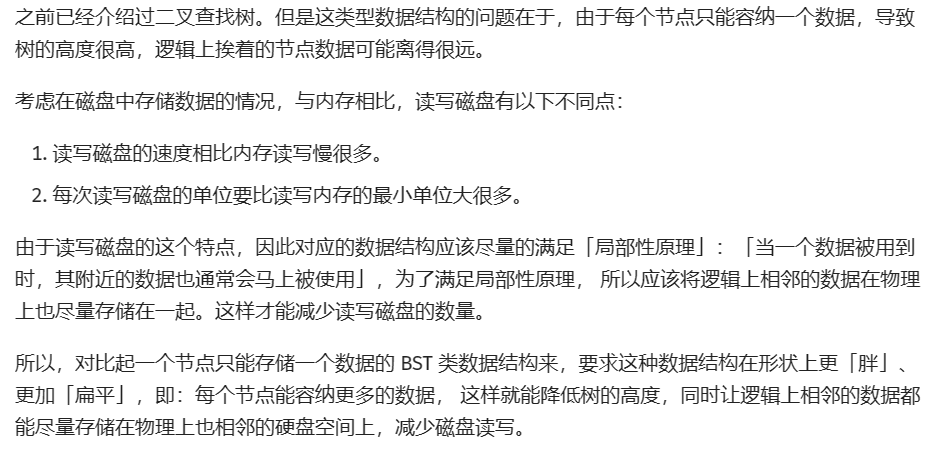 之前已经介绍过二叉查找树。但是这类型数据结构的问题在于，由于每个节点只能容纳一个数据，导致
树的高度很高，逻辑上挨着的节点数据可能离得很远。
考虑在磁盘中存储数据的情况，与内存相比，读写磁盘有以下不同点：
1. 读写磁盘的速度相比内存读写慢很多。
2. 每次读写磁盘的单位要比读写内存的最小单位大很多。
由于读写磁盘的这个特点，因此对应的数据结构应该尽量的满足「局部性原理」：「当一个数据被用到
时，其附近的数据也通常会马上被使用」，为了满足局部性原理， 所以应该将逻辑上相邻的数据在物理
上也尽量存储在一起。这样才能减少读写磁盘的数量。
所以，对比起一个节点只能存储一个数据的 BST 类数据结构来，要求这种数据结构在形状上更「胖」、
更加「扁平」，即：每个节点能容纳更多的数据， 这样就能降低树的高度，同时让逻辑上相邻的数据都
能尽量存储在物理上也相邻的硬盘空间上，减少磁盘读写。